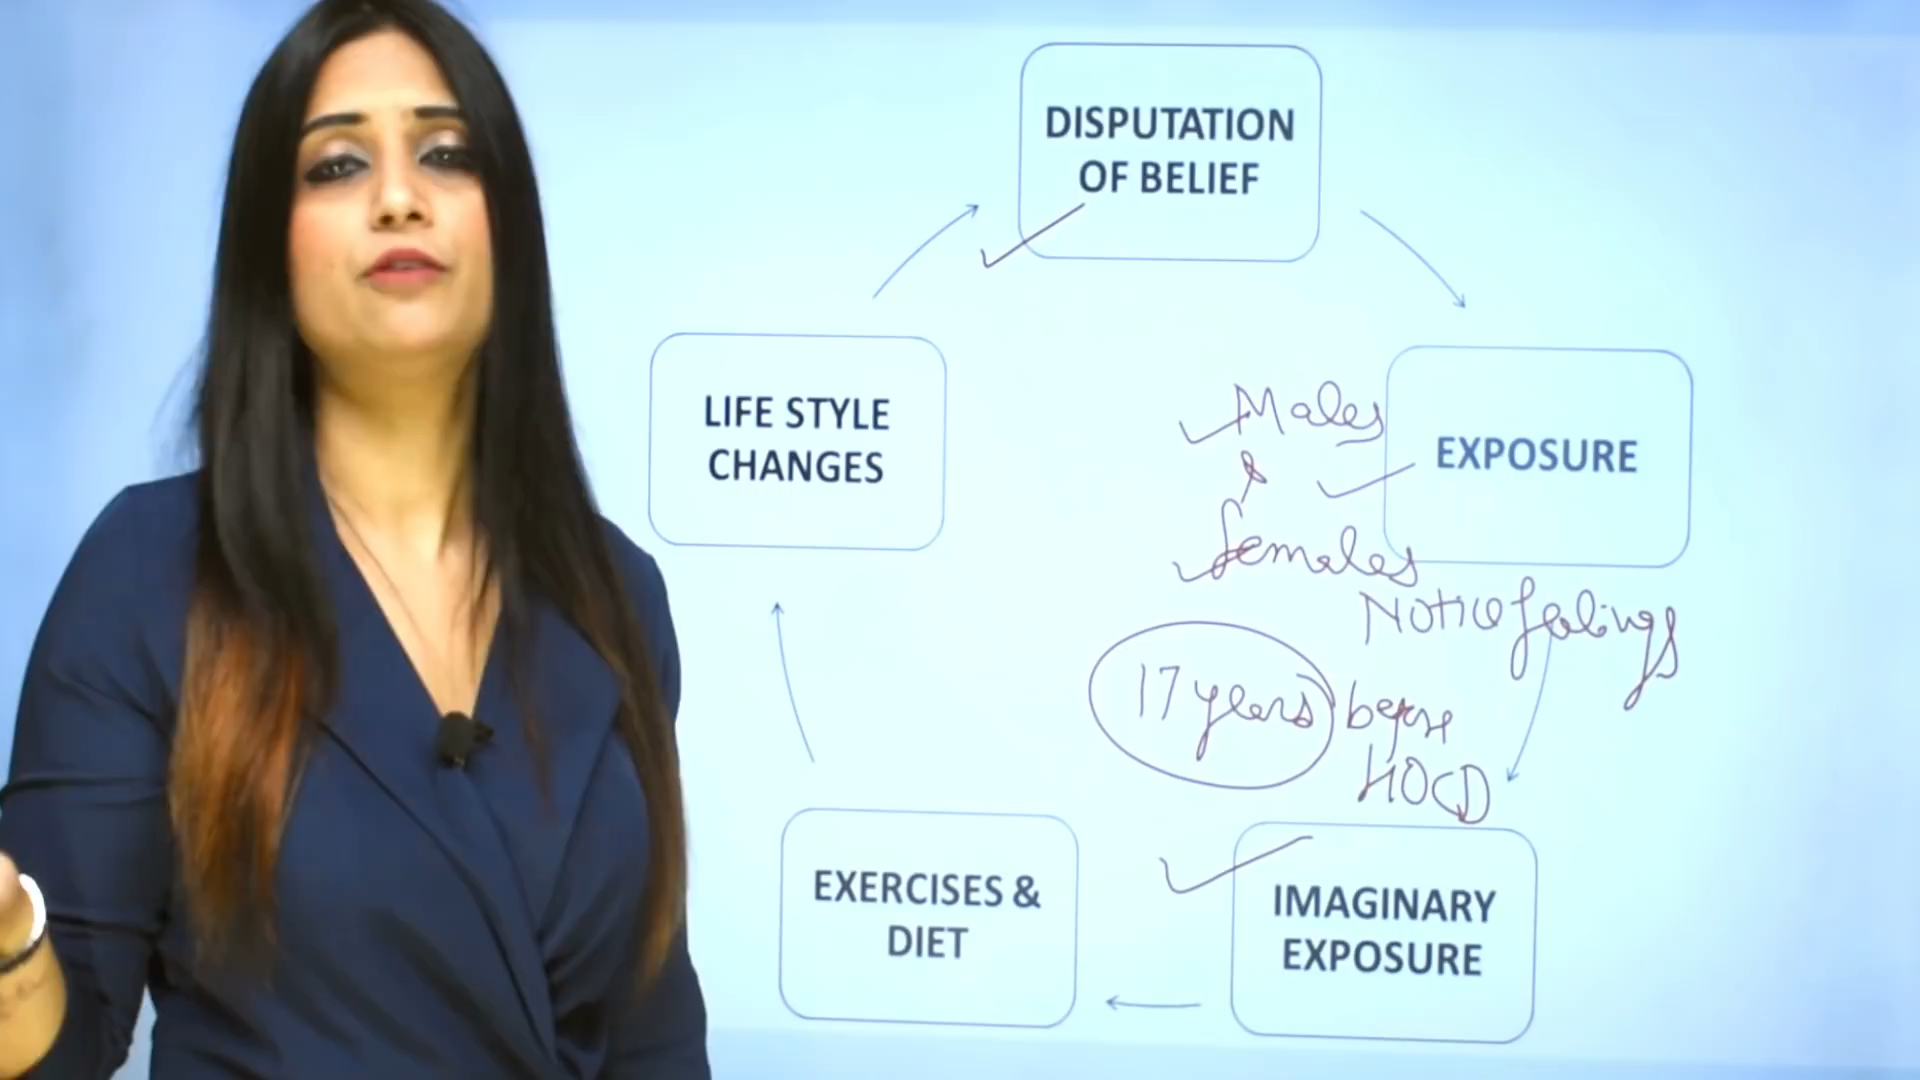 DISPUTATION
OF BELIEF
LIFE STYLE
CHANGES
Males
&
females
EXPOSURE
Notice feelings
17 years before
HOCD
EXERCISES &
DIET
IMAGINARY
EXPOSURE